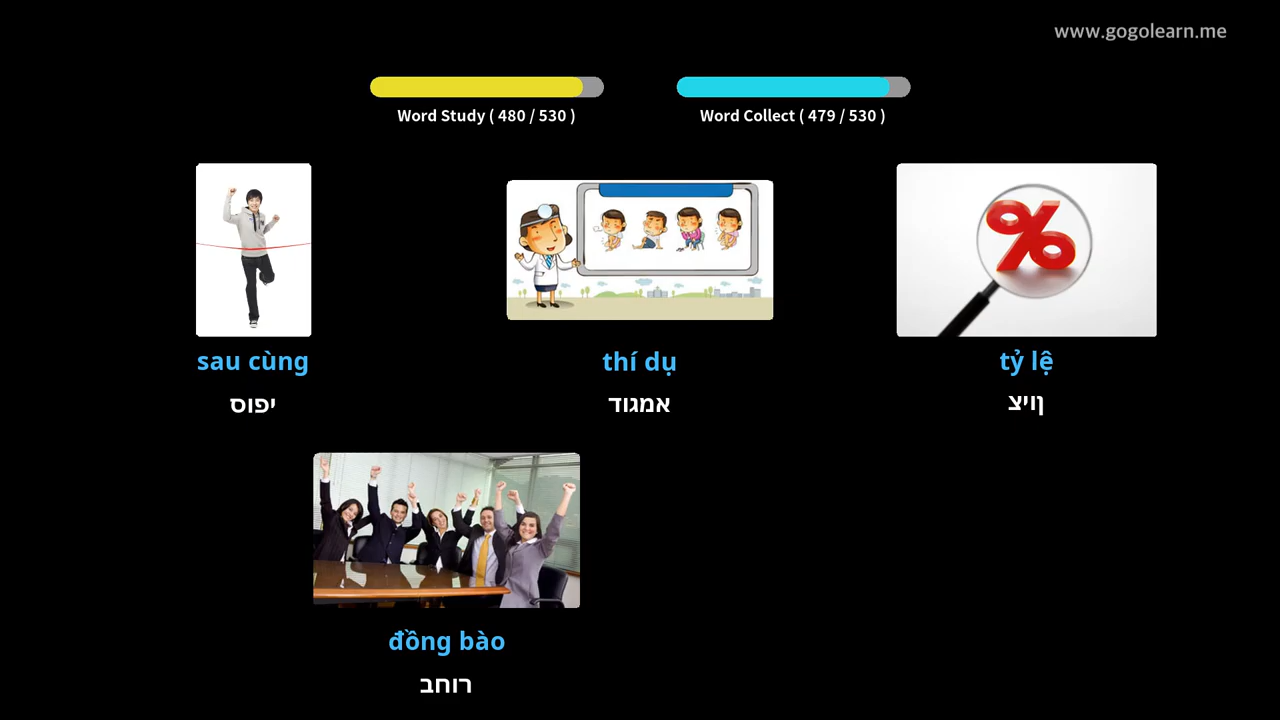 www.gogolearn.me
Word Study ( 480 / 530 )
Word Collect ( 479 / 530 )
sau cùng
יפוס
thí dụ
אמגוד
tỷ lệ
ןויצ
đồng bào
רוחב